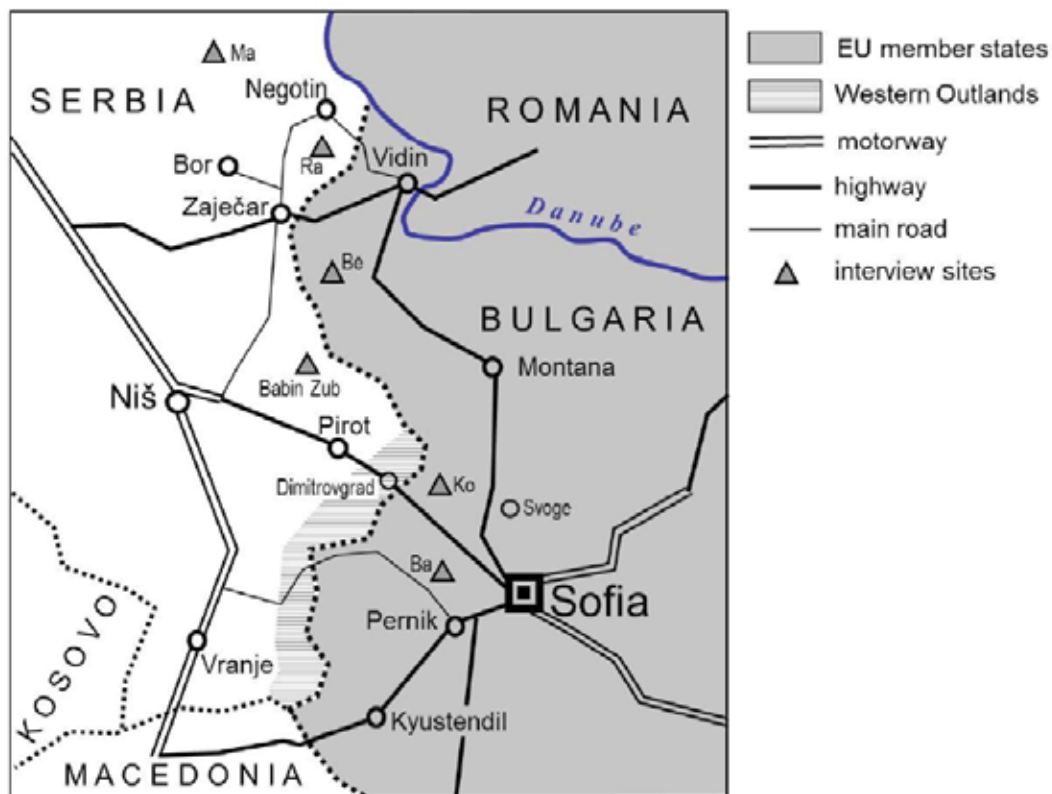 Ma
SERBIA
Negotin
ROMANIA
Ra
Bor
Vidin
Zaječar
Danube
Be
BULGARIA
Babin Zub
Montana
Niš
Pirot
Dimitrovgrad
Ko
Svoge
Ba
Sofia
Pernik
KOSOVO
Vranje
Kyustendil
MACEDONIA
EU member states
Western Outlands
motorway
highway
main road
interview sites